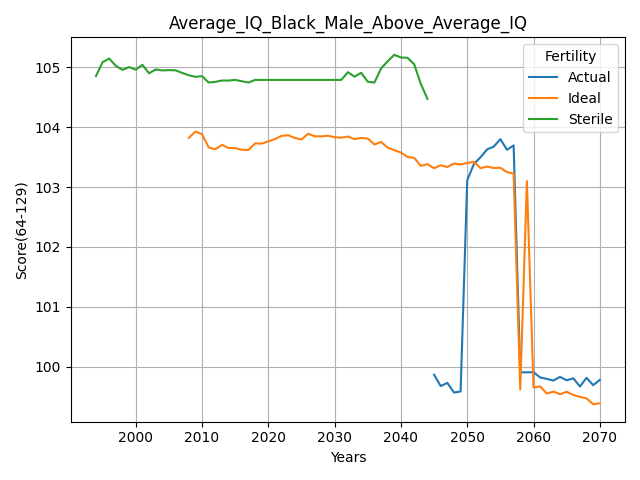 Average_IQ_Black_Male_Above_Average_IQ
Fertility
Actual
Ideal
Sterile
Score(64-129)
105
104
103
102
101
100
2000 2010 2020 2030 2040 2050 2060 2070
Years